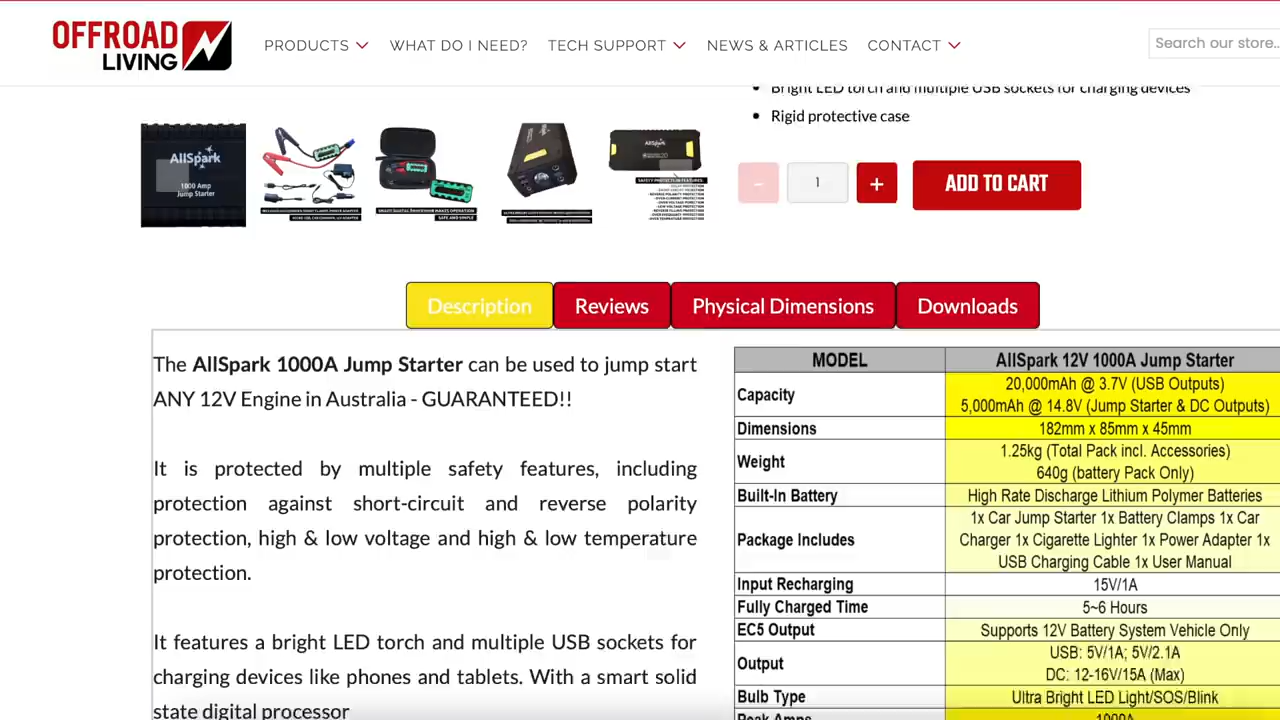 OFFROAD
LIVING
PRODUCTS
WHAT DO I NEED?
TECH SUPPORT
NEWS & ARTICLES
CONTACT
Search our store..
Bright LED torch and multiple USB sockets for charging devices
Rigid protective case
AllSpark
1000 Amp
Jump Starter
-
1
+
ADD TO CART
Description
Reviews
Physical Dimensions
Downloads
The AllSpark 1000A Jump Starter can be used to jump start
ANY 12V Engine in Australia - GUARANTEED!!
It is protected by multiple safety features, including
protection against short-circuit and reverse polarity
protection, high & low voltage and high & low temperature
protection.
It features a bright LED torch and multiple USB sockets for
charging devices like phones and tablets. With a smart solid
state digital processor
MODEL
AllSpark 12V 1000A Jump Starter
Capacity
20,000mAh @ 3.7V (USB Outputs)
5,000mAh @ 14.8V (Jump Starter & DC Outputs)
Dimensions
182mm x 85mm x 45mm
Weight
1.25kg (Total Pack incl. Accessories)
640g (battery Pack Only)
Built-In Battery
High Rate Discharge Lithium Polymer Batteries
Package Includes
1x Car Jump Starter 1x Battery Clamps 1x Car
Charger 1x Cigarette Lighter 1x Power Adapter 1x
USB Charging Cable 1x User Manual
Input Recharging
15V/1A
Fully Charged Time
5~6 Hours
EC5 Output
Supports 12V Battery System Vehicle Only
Output
USB: 5V/1A; 5V/2.1A
DC: 12-16V/15A (Max)
Bulb Type
Ultra Bright LED Light/SOS/Blink
Peak Amps
1000A